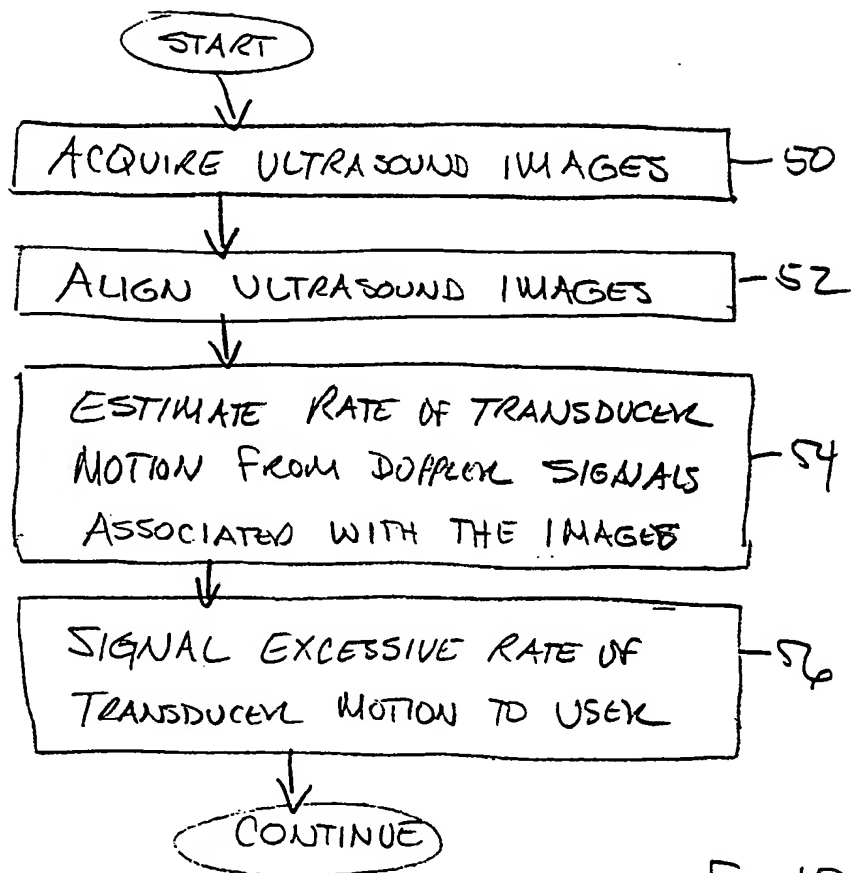 START
ACQUIRE ULTRASOUND IMAGES
50
ALIGN ULTRASOUND IMAGES
52
ESTIMATE RATE OF TRANSDUCER
MOTION FROM DOPPLER SIGNALS
ASSOCIATED WITH THE IMAGES
54
SIGNAL EXCESSIVE RATE OF
TRANSDUCER MOTION TO USER
56
CONTINUE